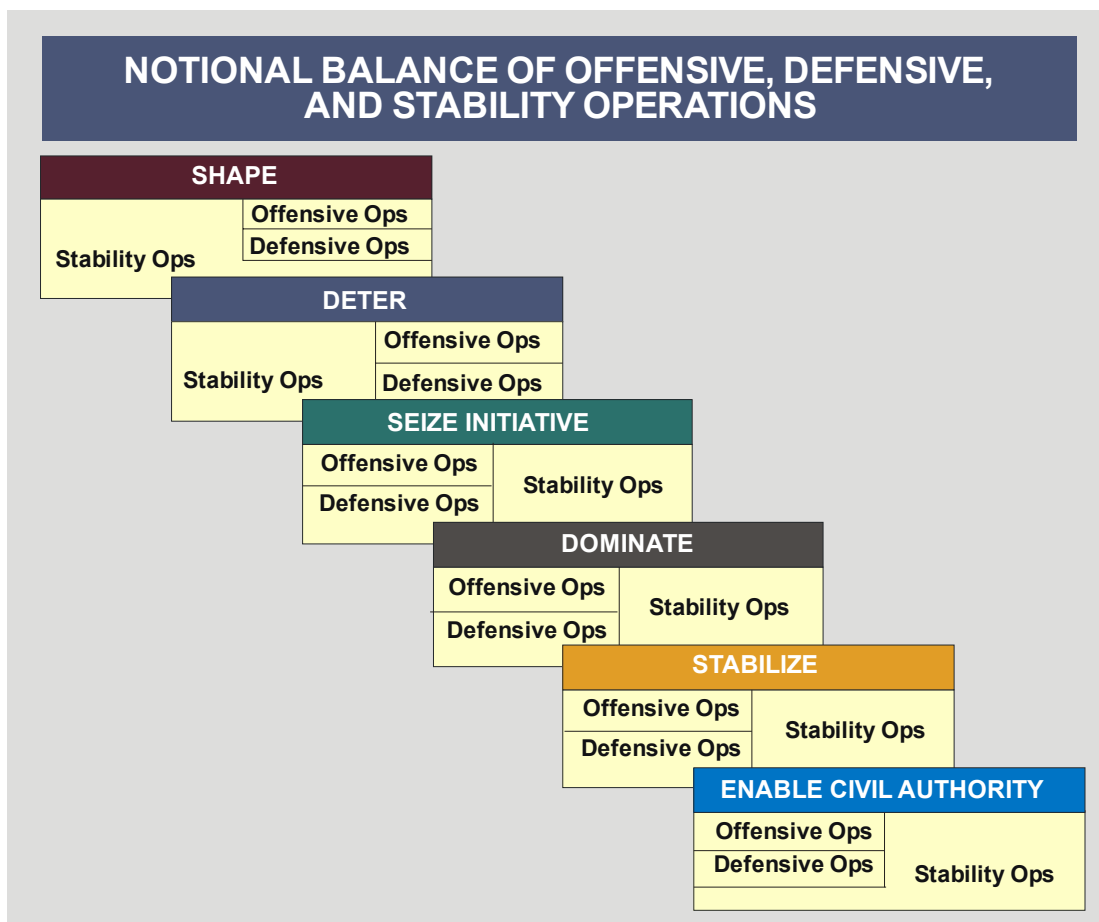 NOTIONAL BALANCE OF OFFENSIVE, DEFENSIVE,
AND STABILITY OPERATIONS
SHAPE
Offensive Ops
Defensive Ops
Stability Ops
DETER
Offensive Ops
Stability Ops
Defensive Ops
SEIZE INITIATIVE
Offensive Ops
Stability Ops
Defensive Ops
DOMINATE
Offensive Ops
Stability Ops
Defensive Ops
STABILIZE
Offensive Ops
Stability Ops
Defensive Ops
ENABLE CIVIL AUTHORITY
Offensive Ops
Defensive Ops
Stability Ops